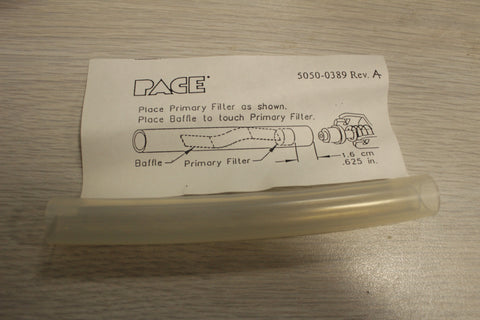 PACE
5050-0389 Rev. A
Place Primary Filter as shown.
Place Baffle to touch Primary Filter.
Baffle
Primary Filter
1.6 cm
.625 in.